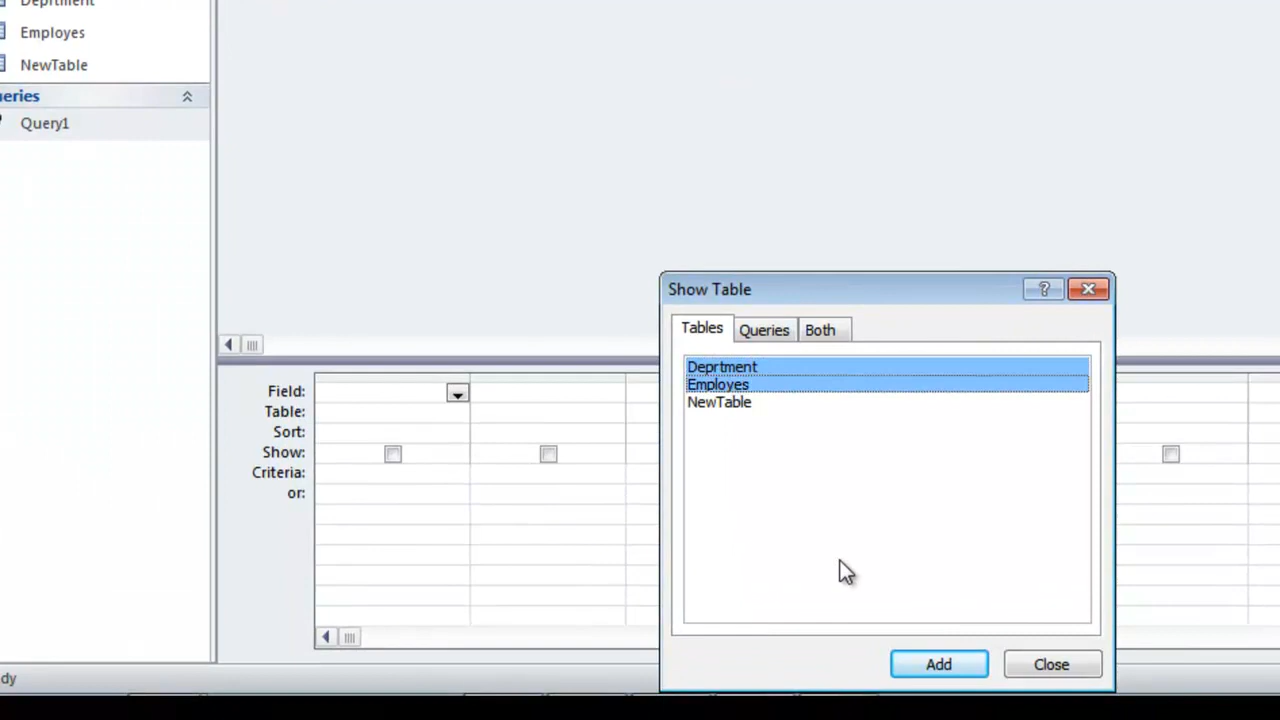 Deprtment
Employes
NewTable
ueries
Query1
Show Table
?
Tables Queries Both
Deprtment
Employes
NewTable
Field:
Table:
Sort:
Show:
Criteria:
or:
Add Close
dy